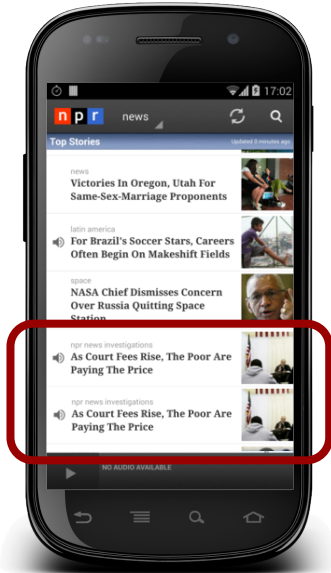 17:02
npr news
Top Stories Updated 5 minutes ago
news
Victories In Oregon, Utah For
Same-Sex-Marriage Proponents
latin america
For Brazil's Soccer Stars, Careers
Often Begin On Makeshift Fields
space
NASA Chief Dismisses Concern
Over Russia Quitting Space
Station
npr news investigations
As Court Fees Rise, The Poor Are
Paying The Price
npr news investigations
As Court Fees Rise, The Poor Are
Paying The Price
NO AUDIO AVAILABLE